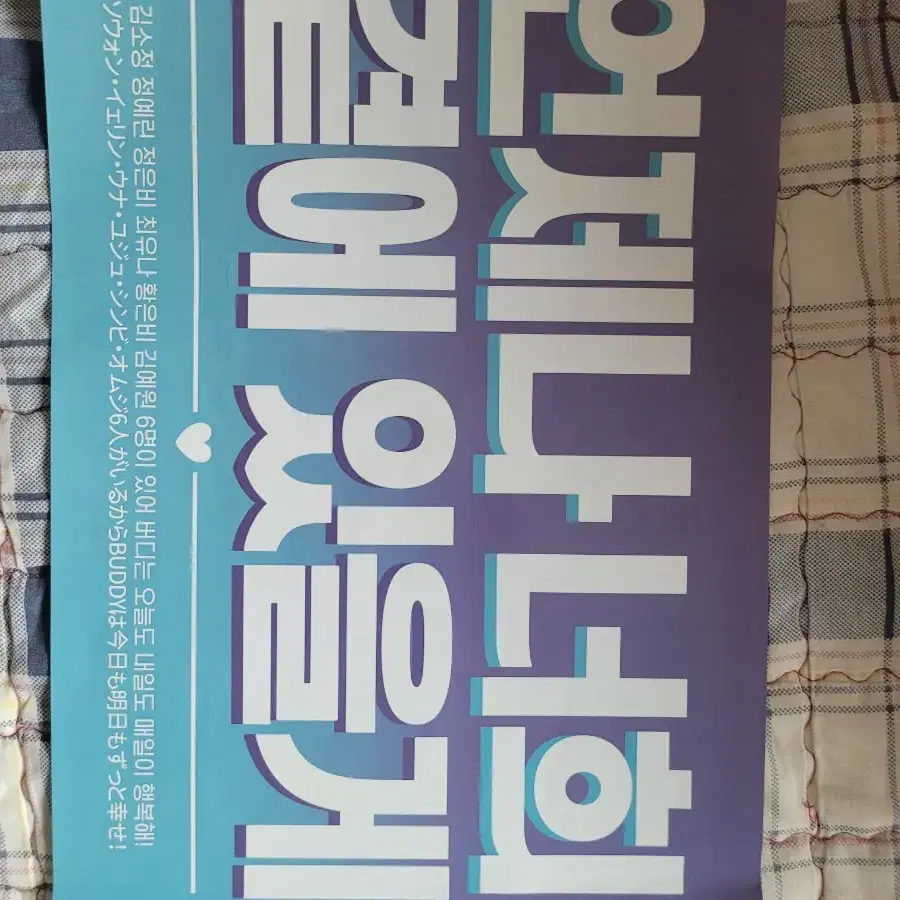 언제나 너희
곁에 있을게
김소정 정예린 정은비 최유나 황은비 김예원 6명이 있어 버디는 오늘도 내일도 매일이 행복해!
ソウォン・イェリン・ウナ・ユジュ・シンビ・オムジ6人がいるからBUDDYは今日も明日もずっと幸せ!